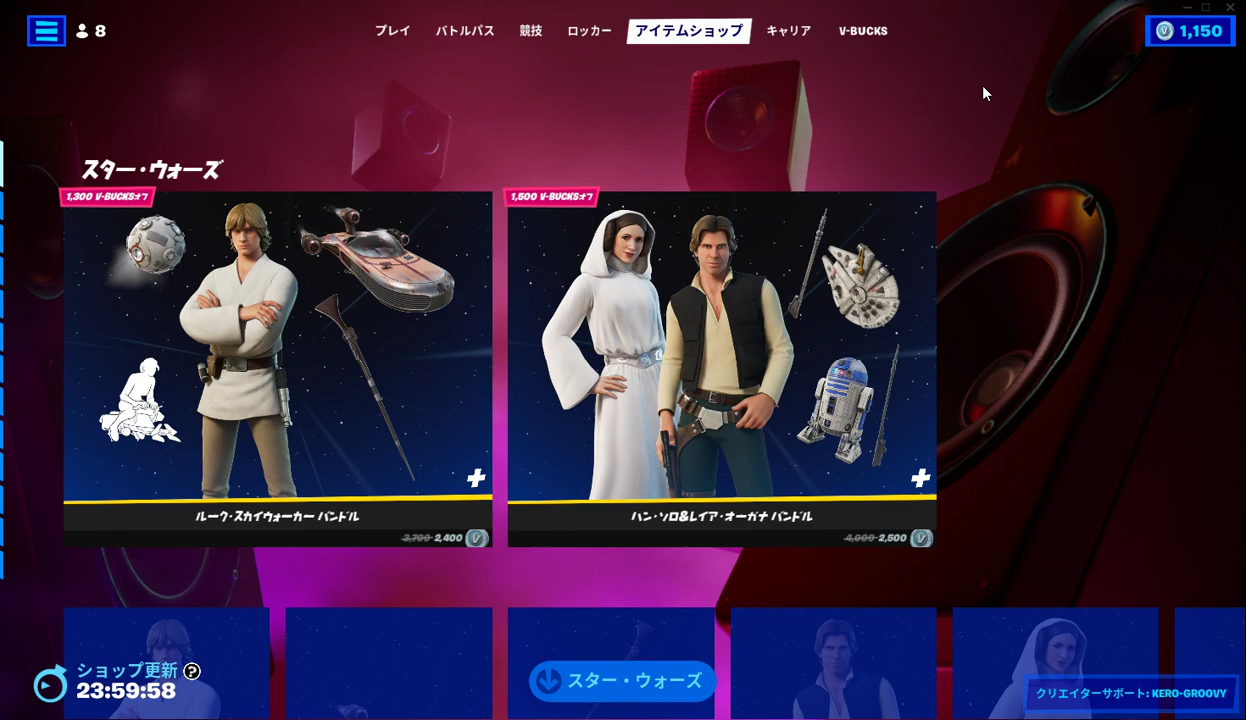 8
プレイ
バトルパス
競技
ロッカー
アイテムショップ
キャリア
V-BUCKS
1,150
スター・ウォーズ
1,300 V-BUCKSオフ
1,500 V-BUCKSオフ
ルーク・スカイウォーカー バンドル
3,700 2,400
ハン・ソロ&レイア・オーガナ バンドル
4,000 2,500
ショップ更新 ?
23:59:58
スター・ウォーズ
クリエイターサポート: KERO-GROOVY